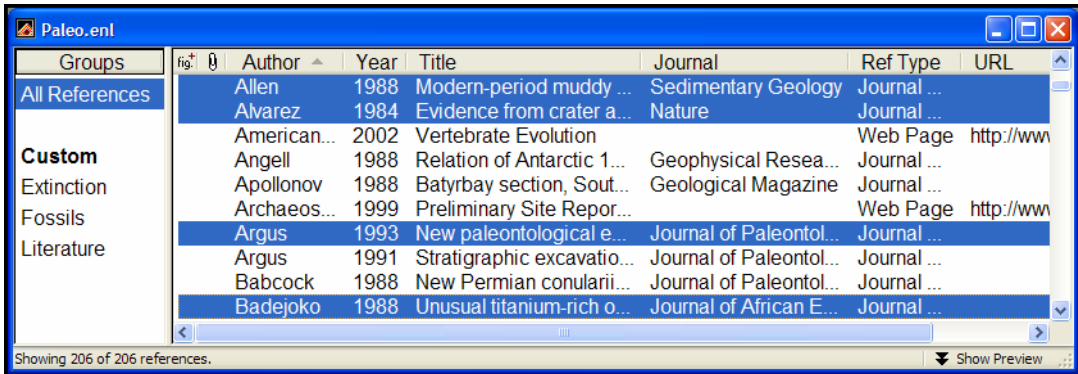 Paleo.enl
Groups fig.+ Author Year Title Journal Ref Type URL
All References
Custom
Extinction
Fossils
Literature
Allen 1988 Modern-period muddy ... Sedimentary Geology Journal ...
Alvarez 1984 Evidence from crater a... Nature Journal ...
American... 2002 Vertebrate Evolution Web Page http://www
Angell 1988 Relation of Antarctic 1... Geophysical Resea... Journal ...
Apollonov 1988 Batyrbay section, Sout... Geological Magazine Journal ...
Archaeos... 1999 Preliminary Site Repor... Web Page http://www
Argus 1993 New paleontological e... Journal of Paleontol... Journal ...
Argus 1991 Stratigraphic excavatio... Journal of Paleontol... Journal ...
Babcock 1988 New Permian conularii... Journal of Paleontol... Journal ...
Badejoko 1988 Unusual titanium-rich o... Journal of African E... Journal ...
Showing 206 of 206 references. Show Preview